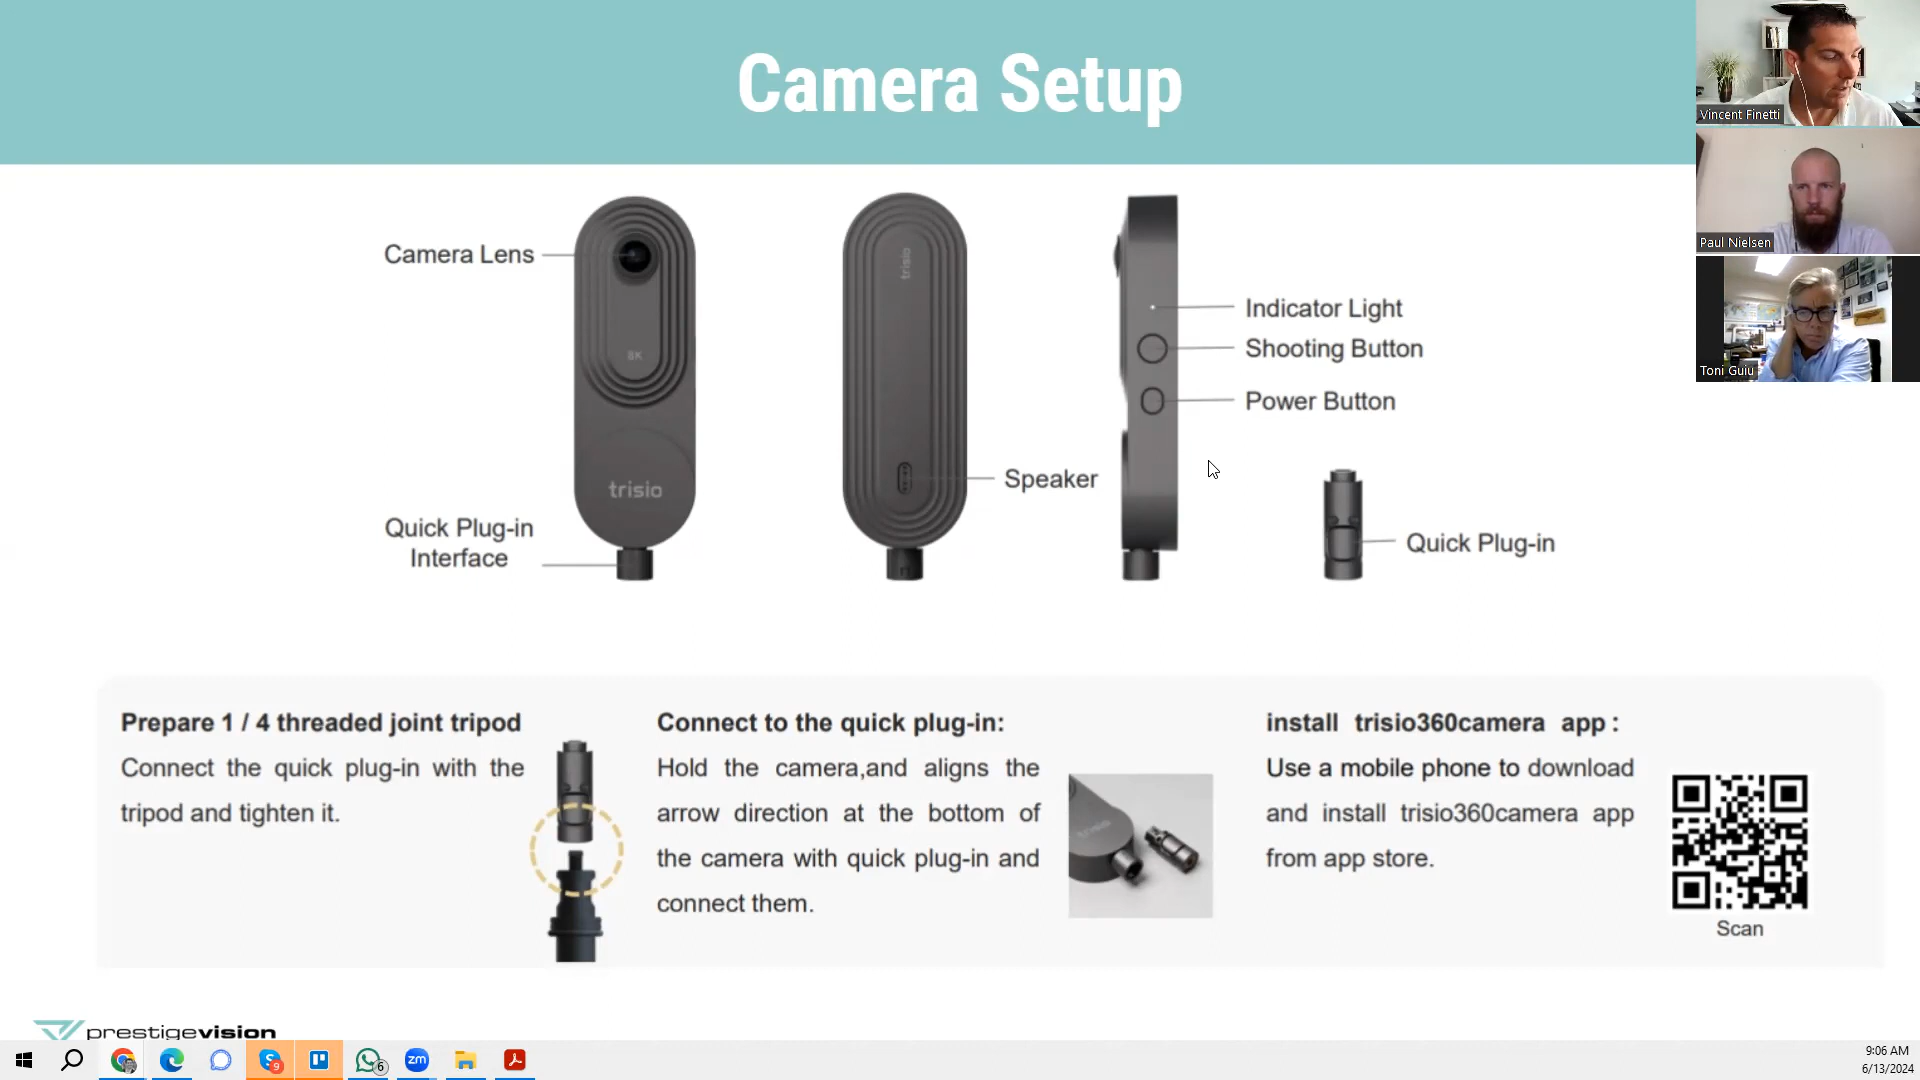 Camera Setup
Vincent Finetti
Paul Nielsen
Toni Guiu
Camera Lens
8K
trisio
Quick Plug-in
Interface
trisio
Speaker
Indicator Light
Shooting Button
Power Button
Quick Plug-in
Prepare 1 / 4 threaded joint tripod
Connect the quick plug-in with the
tripod and tighten it.
Connect to the quick plug-in:
Hold the camera,and aligns the
arrow direction at the bottom of
the camera with quick plug-in and
connect them.
trisio
install trisio360camera app :
Use a mobile phone to download
and install trisio360camera app
from app store.
Scan
prestigevision
9
6
zm
9:06 AM
6/13/2024